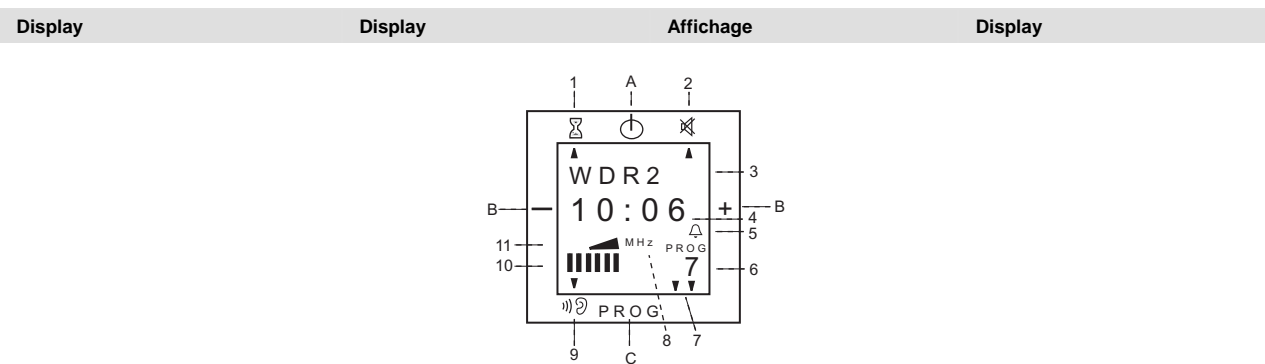 Display Display Affichage Display
1 A 2
WDR2 3
B 10:06 + B
4
5
11 MHz PROG
10 7 6
PROG
9 C 8 7